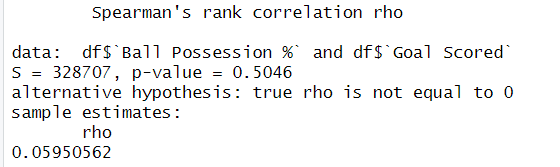 Spearman's rank correlation rho
data: df$`Ball Possession %` and df$`Goal Scored`
S = 328707, p-value = 0.5046
alternative hypothesis: true rho is not equal to 0
sample estimates:
rho
0.05950562